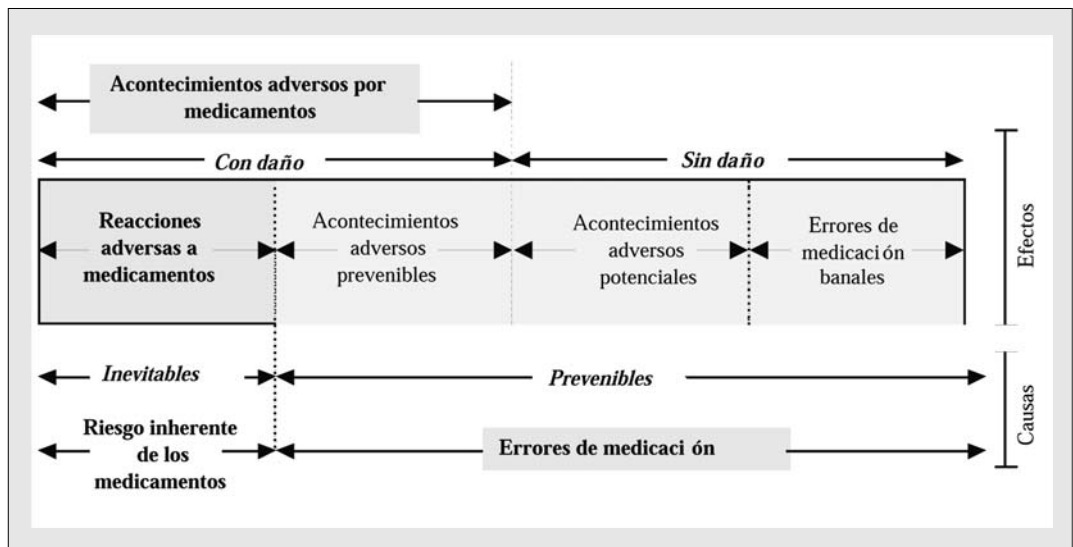 Acontecimientos adversos por
medicamentos
Con daño
Sin daño
Reacciones
adversas a
medicamentos
Acontecimientos
adversos
prevenibles
Acontecimientos
adversos
potenciales
Errores de
medicaci ón
banales
Efectos
Inevitables
Prevenibles
Riesgo inherente
de los
medicamentos
Errores de medicaci ón
Causas